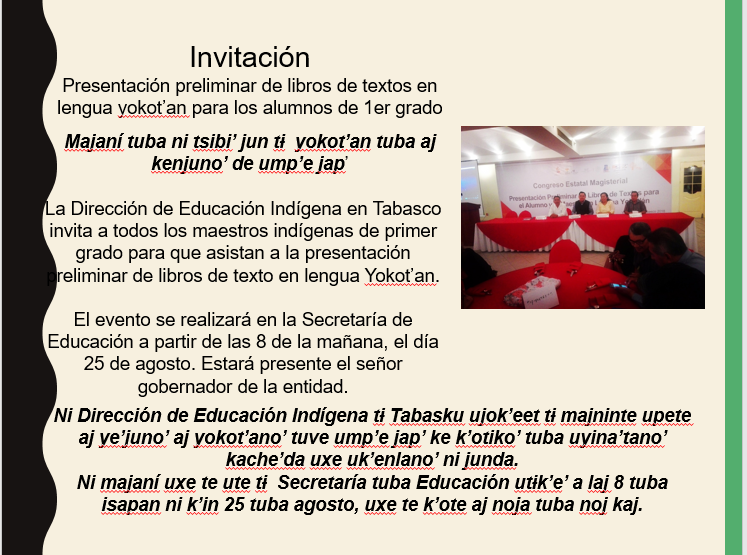 Invitación
Presentación preliminar de libros de textos en
lengua yokot’an para los alumnos de 1er grado
Majaní tuba ni tsibi’ jun tɨ yokot’an tuba aj
kenjuno’ de ump’e jap’
La Dirección de Educación Indígena en Tabasco
invita a todos los maestros indígenas de primer
grado para que asistan a la presentación
preliminar de libros de texto en lengua Yokot’an.
El evento se realizará en la Secretaría de
Educación a partir de las 8 de la mañana, el día
25 de agosto. Estará presente el señor
gobernador de la entidad.
Ni Dirección de Educación Indígena tɨ Tabasku ujok’eet tɨ majninte upete
aj ye’juno’ aj yokot’ano’ tuve ump’e jap’ ke k’otiko’ tuba uyina’tano’
kache’da uxe uk’enlano’ ni junda.
Ni majaní uxe te ute tɨ Secretaría tuba Educación utɨk’e’ a laj 8 tuba
isapan ni k’in 25 tuba agosto, uxe te k’ote aj noja tuba noj kaj.
Congreso Estatal Magisterial
Presentación Preliminar de Libros de Textos para
el Alumno y